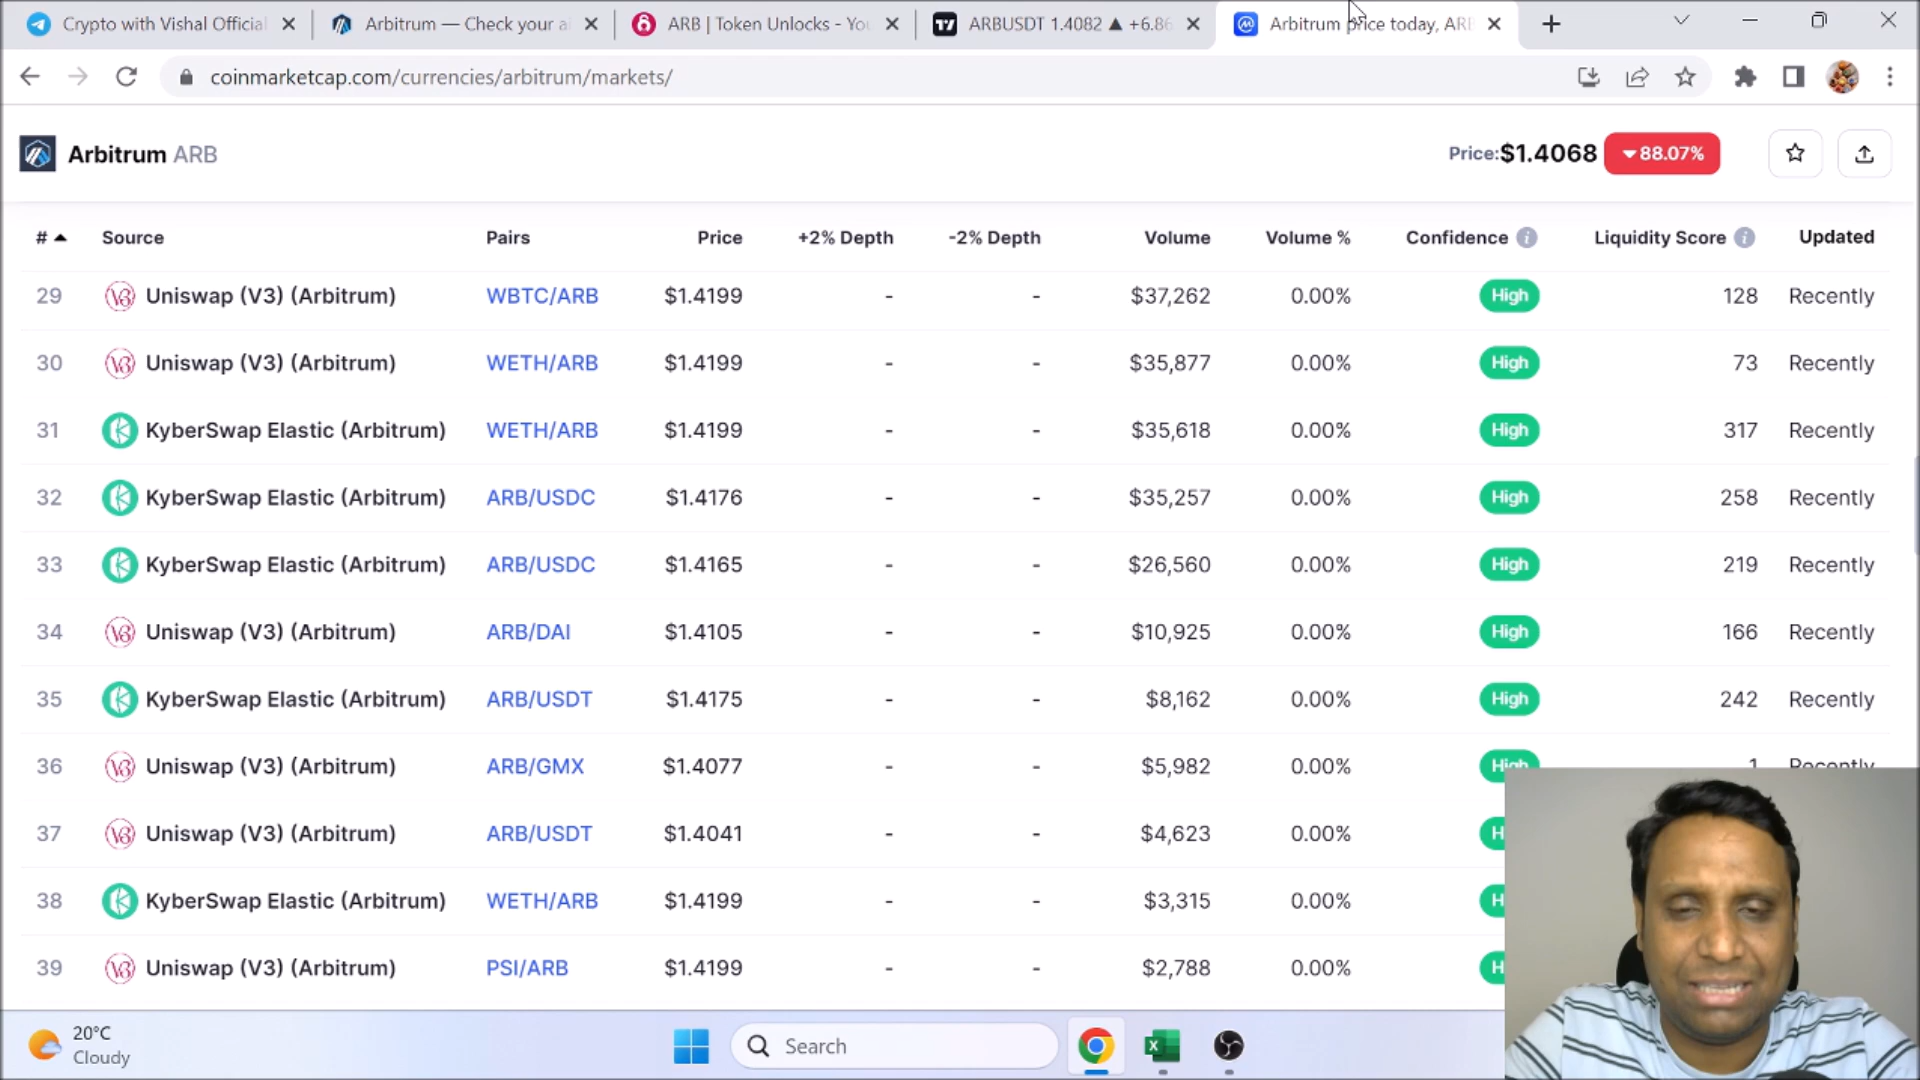 Crypto with Vishal Official
Arbitrum — Check your ai
ARB | Token Unlocks - You
ARBUSDT 1.4082 ▲ +6.86
Arbitrum price today, ARB
coinmarketcap.com/currencies/arbitrum/markets/
Arbitrum ARB
Price:$1.4068 ▼88.07%
# Source Pairs Price +2% Depth -2% Depth Volume Volume % Confidence Liquidity Score Updated
29 Uniswap (V3) (Arbitrum) WBTC/ARB $1.4199 - - $37,262 0.00% High 128 Recently
30 Uniswap (V3) (Arbitrum) WETH/ARB $1.4199 - - $35,877 0.00% High 73 Recently
31 KyberSwap Elastic (Arbitrum) WETH/ARB $1.4199 - - $35,618 0.00% High 317 Recently
32 KyberSwap Elastic (Arbitrum) ARB/USDC $1.4176 - - $35,257 0.00% High 258 Recently
33 KyberSwap Elastic (Arbitrum) ARB/USDC $1.4165 - - $26,560 0.00% High 219 Recently
34 Uniswap (V3) (Arbitrum) ARB/DAI $1.4105 - - $10,925 0.00% High 166 Recently
35 KyberSwap Elastic (Arbitrum) ARB/USDT $1.4175 - - $8,162 0.00% High 242 Recently
36 Uniswap (V3) (Arbitrum) ARB/GMX $1.4077 - - $5,982 0.00% High 1 Recently
37 Uniswap (V3) (Arbitrum) ARB/USDT $1.4041 - - $4,623 0.00% H
38 KyberSwap Elastic (Arbitrum) WETH/ARB $1.4199 - - $3,315 0.00% H
39 Uniswap (V3) (Arbitrum) PSI/ARB $1.4199 - - $2,788 0.00% H
20°C
Cloudy
Search